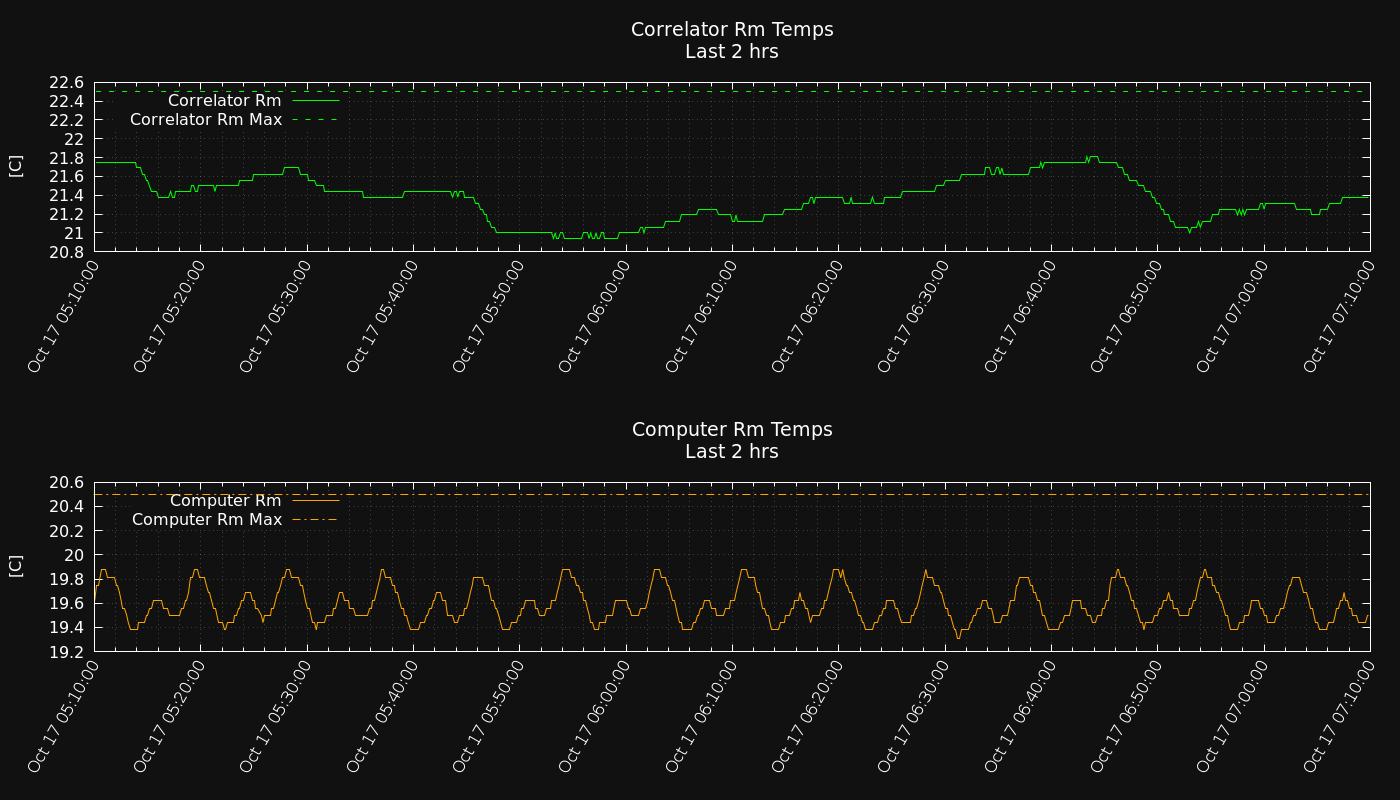 Correlator Rm Temps
Last 2 hrs
[C]
22.6
22.4
22.2
22
21.8
21.6
21.4
21.2
21
20.8
Correlator Rm
Correlator Rm Max
Oct 17 05:10:00
Oct 17 05:20:00
Oct 17 05:30:00
Oct 17 05:40:00
Oct 17 05:50:00
Oct 17 06:00:00
Oct 17 06:10:00
Oct 17 06:20:00
Oct 17 06:30:00
Oct 17 06:40:00
Oct 17 06:50:00
Oct 17 07:00:00
Oct 17 07:10:00
Computer Rm Temps
Last 2 hrs
[C]
20.6
20.4
20.2
20
19.8
19.6
19.4
19.2
Computer Rm
Computer Rm Max
Oct 17 05:10:00
Oct 17 05:20:00
Oct 17 05:30:00
Oct 17 05:40:00
Oct 17 05:50:00
Oct 17 06:00:00
Oct 17 06:10:00
Oct 17 06:20:00
Oct 17 06:30:00
Oct 17 06:40:00
Oct 17 06:50:00
Oct 17 07:00:00
Oct 17 07:10:00